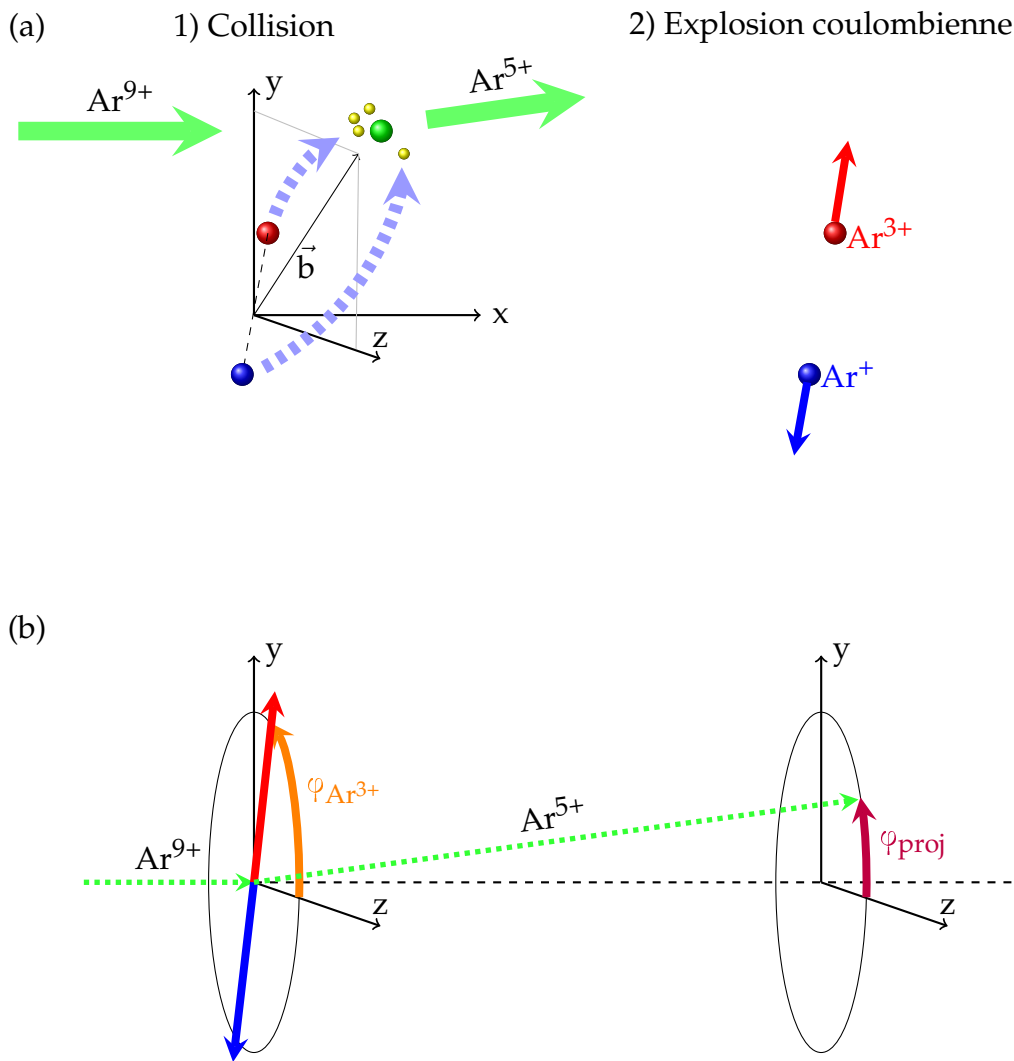 (a)
1) Collision
2) Explosion coulombienne
Ar⁹⁺
y
Ar⁵⁺
b⃗
x
z
Ar³⁺
Ar⁺
(b)
y
y
φAr³⁺
Ar⁵⁺
Ar⁹⁺
φproj
z
z